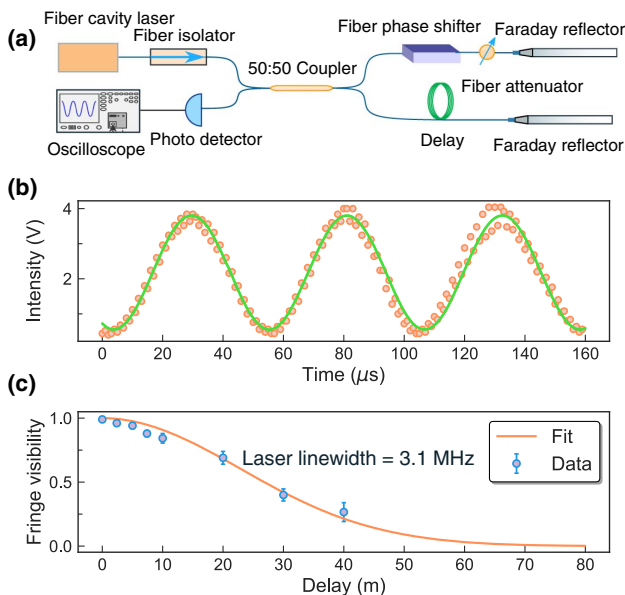 (a)
Fiber cavity laser
Fiber isolator
50:50 Coupler
Fiber phase shifter
Faraday reflector
Fiber attenuator
Oscilloscope
Photo detector
Delay
Faraday reflector
(b)
Intensity (V)
4
2
0 20 40 60 80 100 120 140 160
Time (μs)
(c)
Fringe visibility
1.0
0.5
0.0
Laser linewidth = 3.1 MHz
Fit
Data
0 10 20 30 40 50 60 70 80
Delay (m)